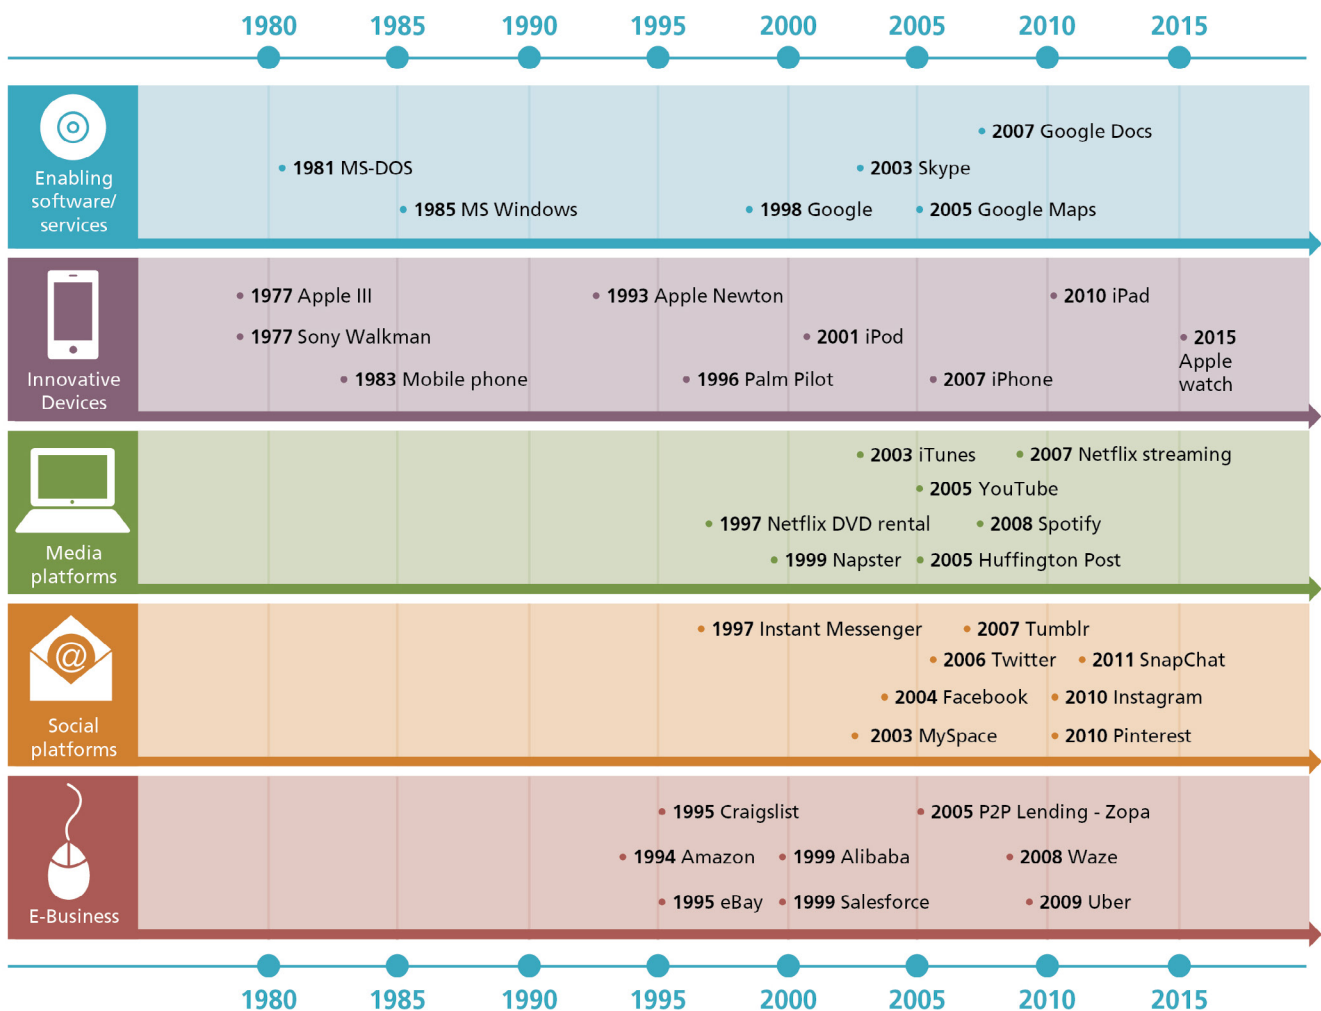 1980 1985 1990 1995 2000 2005 2010 2015
Enabling
software/
services
2007 Google Docs
1981 MS-DOS
2003 Skype
1985 MS Windows
1998 Google
2005 Google Maps
Innovative
Devices
1977 Apple III
1993 Apple Newton
2010 iPad
1977 Sony Walkman
2001 iPod
2015
Apple
watch
1983 Mobile phone
1996 Palm Pilot
2007 iPhone
Media
platforms
2003 iTunes
2007 Netflix streaming
2005 YouTube
1997 Netflix DVD rental
2008 Spotify
1999 Napster
2005 Huffington Post
@
Social
platforms
1997 Instant Messenger
2007 Tumblr
2006 Twitter
2011 SnapChat
2004 Facebook
2010 Instagram
2003 MySpace
2010 Pinterest
E-Business
1995 Craigslist
2005 P2P Lending - Zopa
1994 Amazon
1999 Alibaba
2008 Waze
1995 eBay
1999 Salesforce
2009 Uber
1980 1985 1990 1995 2000 2005 2010 2015